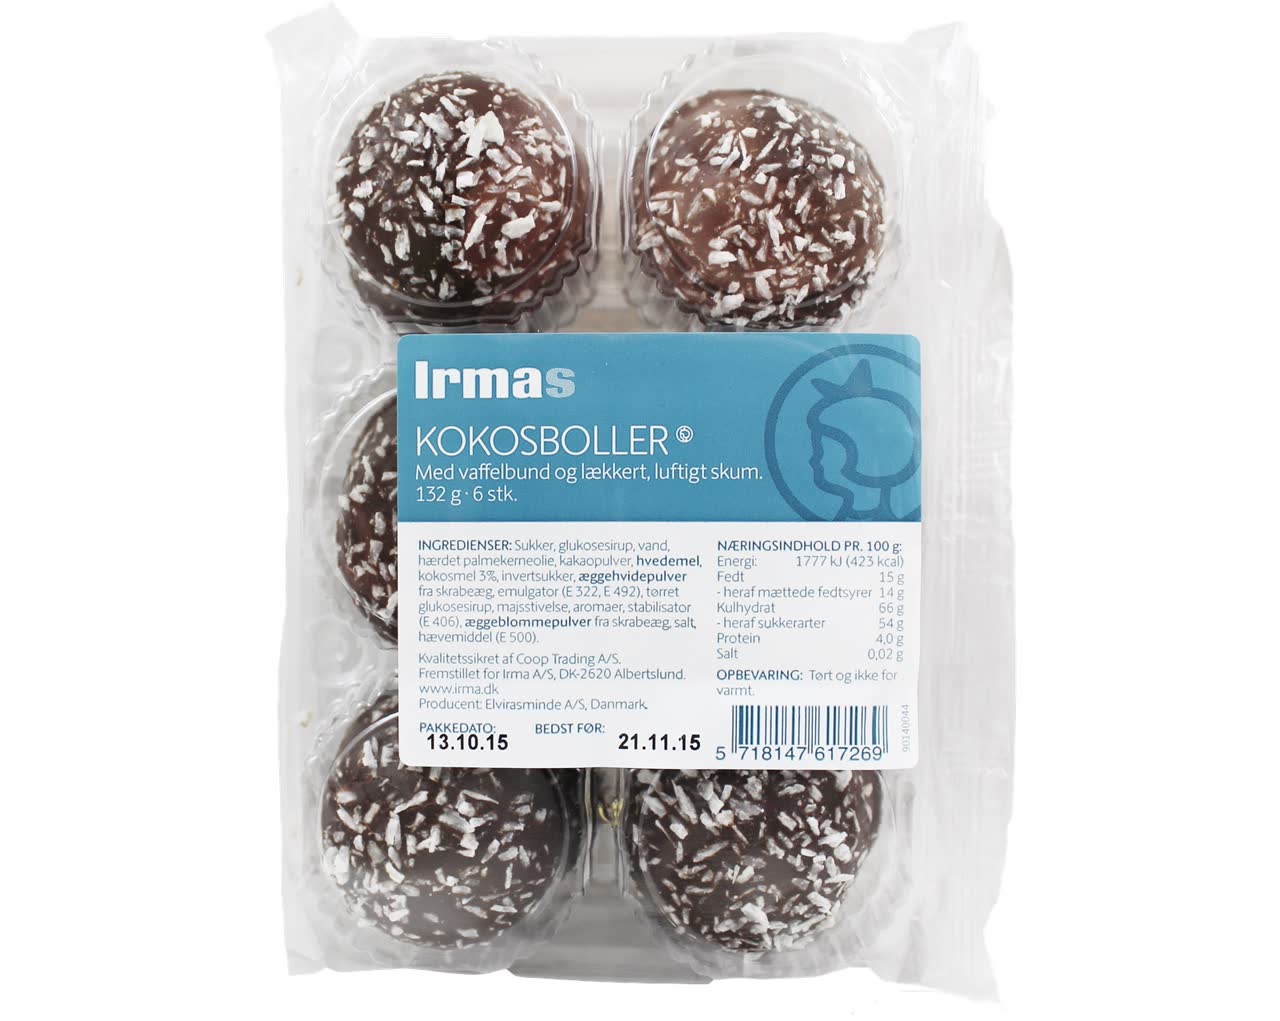 Irmas
KOKOSBOLLER
Med vaffelbund og lækkert, luftigt skum.
132 g · 6 stk.
INGREDIENSER: Sukker, glukosesirup, vand,
hærdet palmekerneolie, kakaopulver, hvedemel,
kokosmel 3%, invertsukker, æggehvidepulver
fra skrabeæg, emulgator (E 322, E 492), tørret
glukosesirup, majsstivelse, aromaer, stabilisator
(E 406), æggeblommepulver fra skrabeæg, salt,
hævemiddel (E 500).
Kvalitetssikret af Coop Trading A/S.
Fremstillet for Irma A/S, DK-2620 Albertslund.
www.irma.dk
Producent: Elvirasminde A/S, Danmark.
PAKKEDATO: BEDST FØR:
13.10.15 21.11.15
NÆRINGSINDHOLD PR. 100 g:
Energi: 1777 kJ (423 kcal)
Fedt 15 g
- heraf mættede fedtsyrer 14 g
Kulhydrat 66 g
- heraf sukkerarter 54 g
Protein 4,0 g
Salt 0,02 g
OPBEVARING: Tørt og ikke for
varmt.
5 718147 617269
90140044